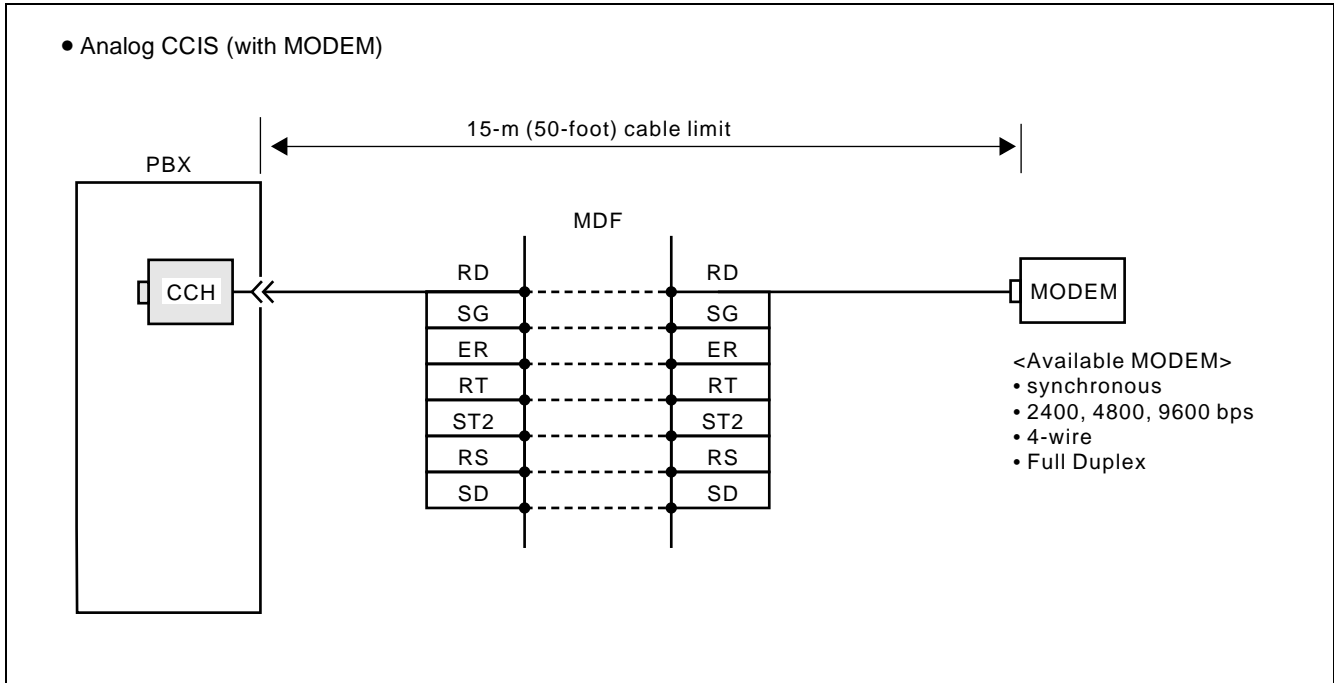 • Analog CCIS (with MODEM)
15-m (50-foot) cable limit
PBX
MDF
CCH
RD
SG
ER
RT
ST2
RS
SD
RD
SG
ER
RT
ST2
RS
SD
MODEM
<Available MODEM>
• synchronous
• 2400, 4800, 9600 bps
• 4-wire
• Full Duplex